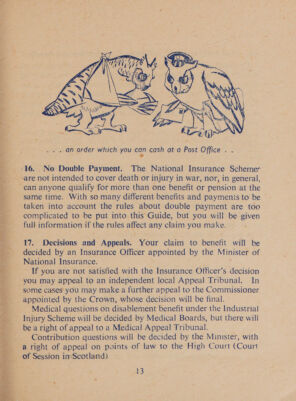 . . . an order which you can cash at a Post Office . .
16. No Double Payment. The National Insurance Scheme
are not intended to cover death or injury in war, nor, in general,
can anyone qualify for more than one benefit or pension at the
same time. With so many different benefits and payments to be
taken into account the rules about double payment are too
complicated to be put into this Guide, but you will be given
full information if the rules affect any claim you make.
17. Decisions and Appeals. Your claim to benefit will be
decided by an Insurance Officer appointed by the Minister of
National Insurance.
If you are not satisfied with the Insurance Officer's decision
you may appeal to an independent local Appeal Tribunal. In
some cases you may make a further appeal to the Commissioner
appointed by the Crown, whose decision will be final.
Medical questions on disablement benefit under the Industrial
Injury Scheme will be decided by Medical Boards, but there will
be a right of appeal to a Medical Appeal Tribunal.
Contribution questions will be decided by the Minister, with
a right of appeal on points of law to the High Court (Court
of Session in Scotland)
13